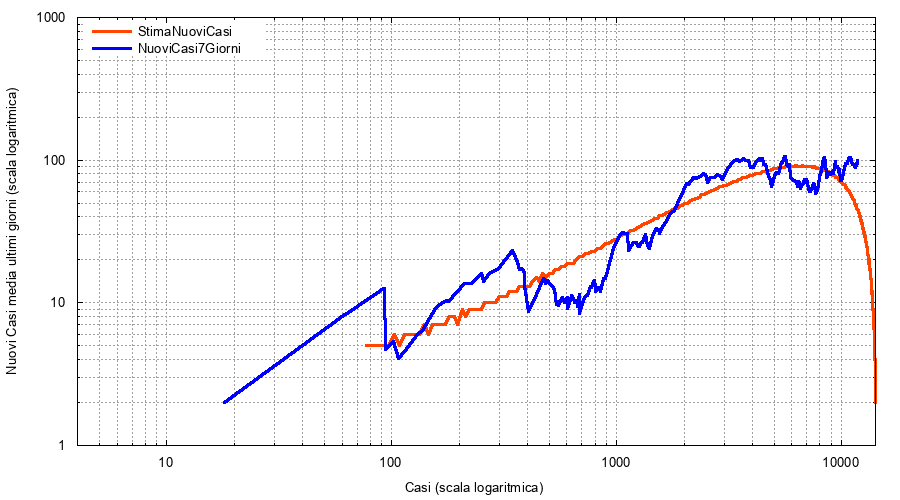 1000
StimaNuoviCasi
NuoviCasi7Giorni
100
10
1
Nuovi Casi media ultimi giorni (scala logaritmica)
10
100
1000
10000
Casi (scala logaritmica)